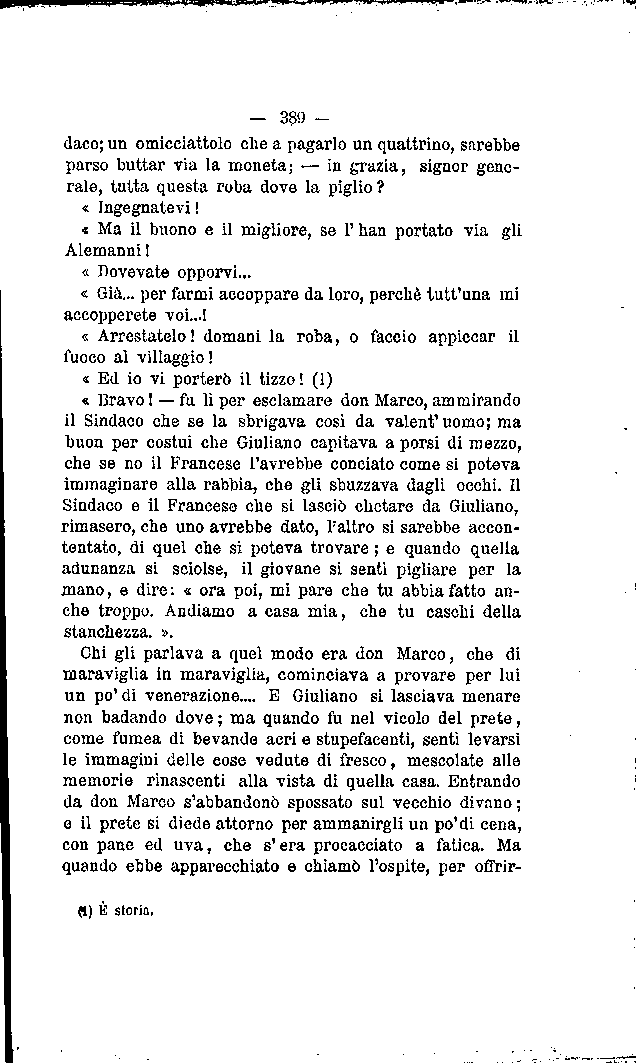 — 389 —
daco; un omicciattolo che a pagarlo un quattrino, sarebbe
parso buttar via la moneta; — in grazia, signor gene-
rale, tutta questa roba dove la piglio?
« Ingegnatevi!
« Ma il buono e il migliore, se l' han portato via gli
Alemanni!
« Dovevate opporvi...
« Già... per farmi accoppare da loro, perchè tutt'una mi
accopperete voi...!
« Arrestatelo! domani la roba, o faccio appiccar il
fuoco al villaggio!
« Ed io vi porterò il tizzo! (1)
« Bravo! — fu lì per esclamare don Marco, ammirando
il Sindaco che se la sbrigava così da valent' uomo; ma
buon per costui che Giuliano capitava a porsi di mezzo,
che se no il Francese l'avrebbe conciato come si poteva
immaginare alla rabbia, che gli sbuzzava dagli occhi. Il
Sindaco e il Francese che si lasciò chetare da Giuliano,
rimasero, che uno avrebbe dato, l'altro si sarebbe accon-
tentato, di quel che si poteva trovare; e quando quella
adunanza si sciolse, il giovane si sentì pigliare per la
mano, e dire: « ora poi, mi pare che tu abbia fatto an-
che troppo. Andiamo a casa mia, che tu caschi della
stanchezza. ».
Chi gli parlava a quel modo era don Marco, che di
maraviglia in maraviglia, cominciava a provare per lui
un po' di venerazione.... E Giuliano si lasciava menare
non badando dove; ma quando fu nel vicolo del prete,
come fumea di bevande acri e stupefacenti, sentì levarsi
le immagini delle cose vedute di fresco, mescolate alle
memorie rinascenti alla vista di quella casa. Entrando
da don Marco s'abbandonò spossato sul vecchio divano;
e il prete si diede attorno per ammanirgli un po'di cena,
con pane ed uva, che s'era procacciato a fatica. Ma
quando ebbe apparecchiato e chiamò l'ospite, per offrir-
(1) È storia.